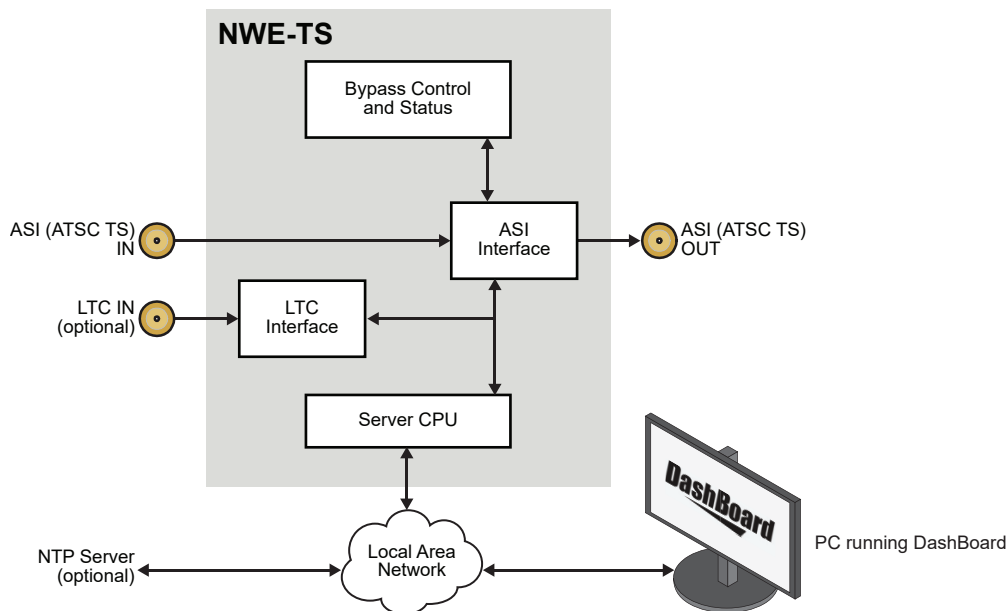 NWE-TS
Bypass Control
and Status
ASI (ATSC TS)
IN
ASI
Interface
ASI (ATSC TS)
OUT
LTC IN
(optional)
LTC
Interface
Server CPU
DashBoard
NTP Server
(optional)
Local Area
Network
PC running DashBoard